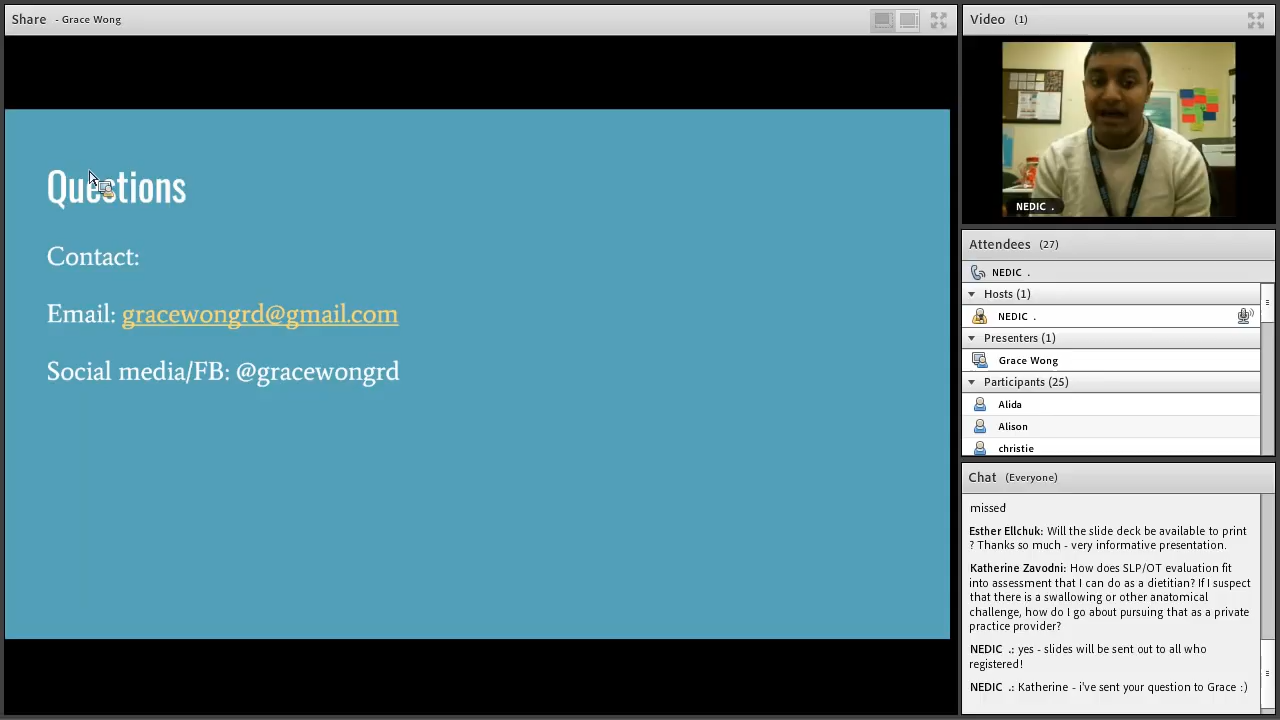 Share - Grace Wong
Questions
Contact:
Email: gracewongrd@gmail.com
Social media/FB: @gracewongrd
Video (1)
NEDIC .
Attendees (27)
NEDIC .
Hosts (1)
NEDIC .
Presenters (1)
Grace Wong
Participants (25)
Alida
Alison
christie
Chat (Everyone)
missed
Esther Ellchuk: Will the slide deck be available to print
? Thanks so much - very informative presentation.
Katherine Zavodni: How does SLP/OT evaluation fit
into assessment that I can do as a dietitian? If I suspect
that there is a swallowing or other anatomical
challenge, how do I go about pursuing that as a private
practice provider?
NEDIC .: yes - slides will be sent out to all who
registered!
NEDIC .: Katherine - i've sent your question to Grace :)